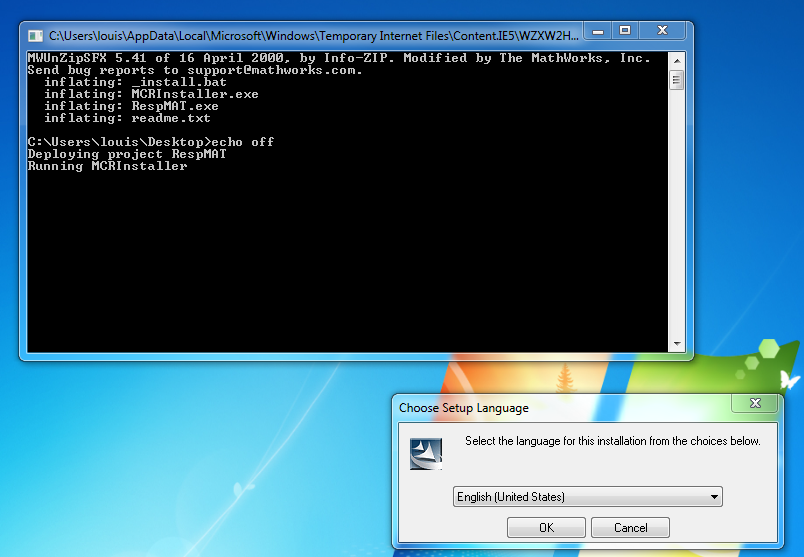 C:\Users\louis\AppData\Local\Microsoft\Windows\Temporary Internet Files\Content.IE5\WZXW2H...
MWUnZipSFX 5.41 of 16 April 2000, by Info-ZIP. Modified by The MathWorks, Inc.
Send bug reports to support@mathworks.com.
  inflating: _install.bat
  inflating: MCRInstaller.exe
  inflating: RespMAT.exe
  inflating: readme.txt
C:\Users\louis\Desktop>echo off
Deploying project RespMAT
Running MCRInstaller
Choose Setup Language
Select the language for this installation from the choices below.
English (United States)
OK Cancel